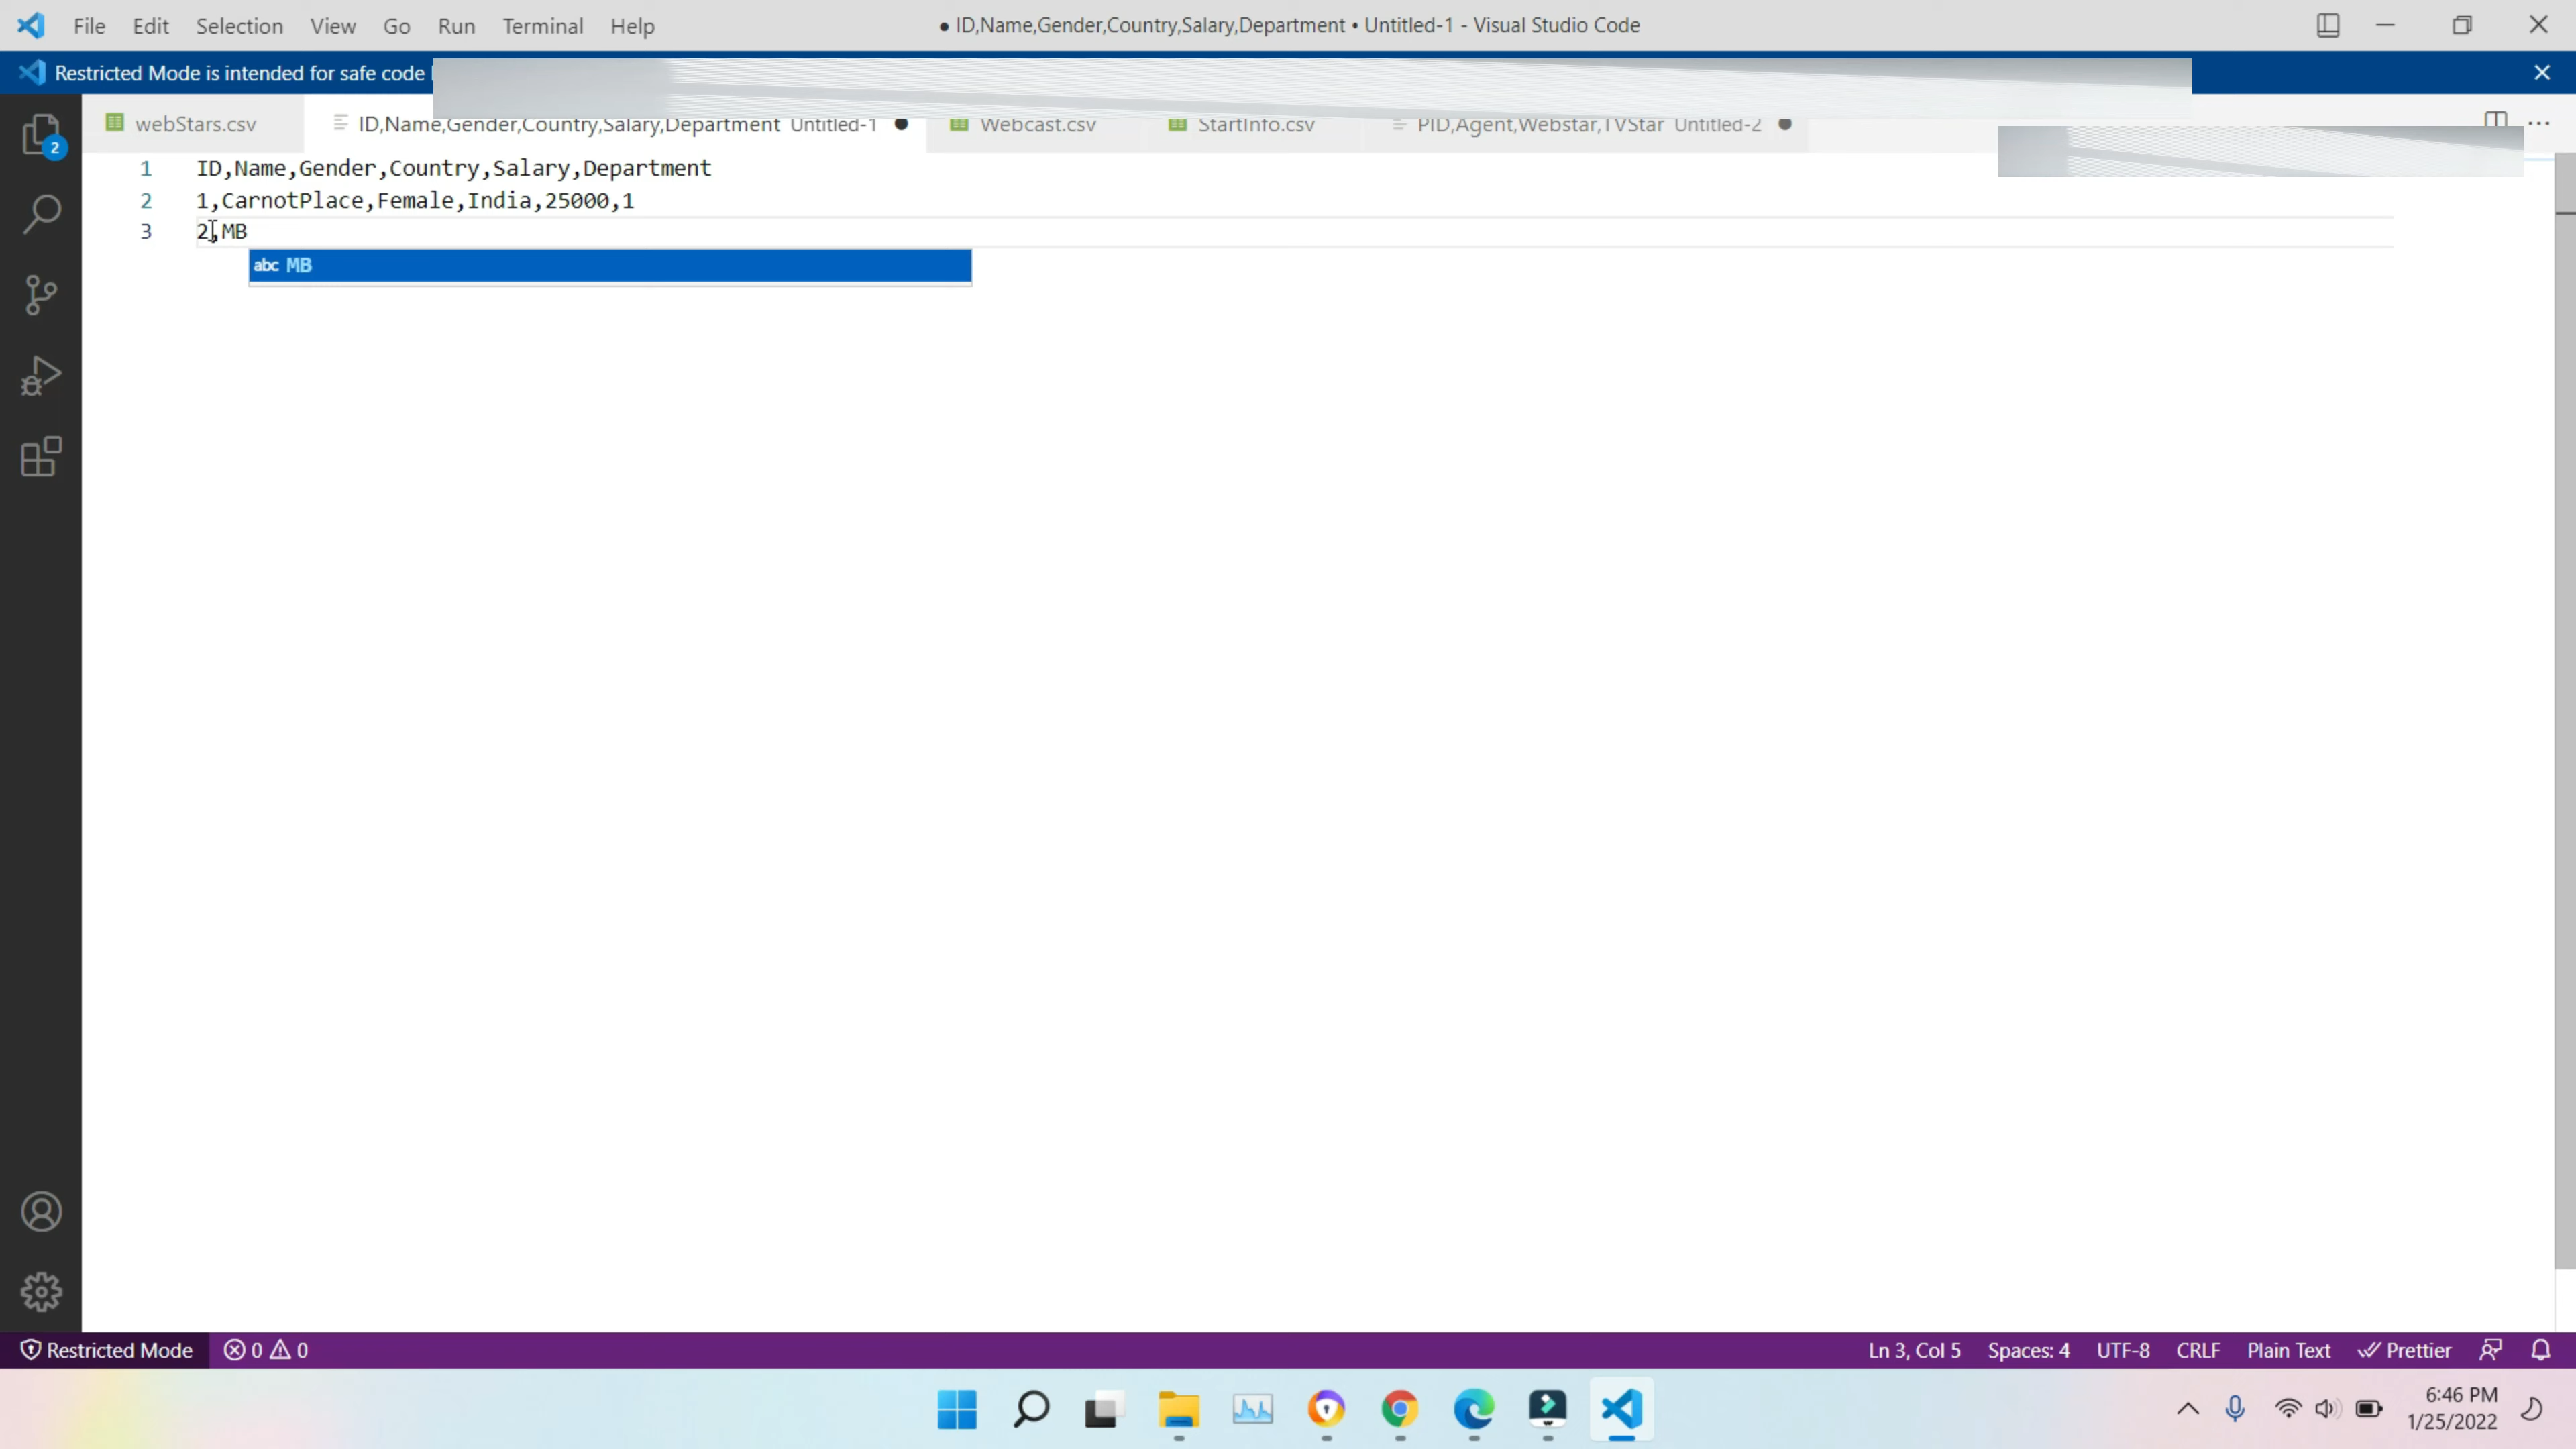 File Edit Selection View Go Run Terminal Help
● ID,Name,Gender,Country,Salary,Department • Untitled-1 - Visual Studio Code
Restricted Mode is intended for safe code
webStars.csv
ID,Name,Gender,Country,Salary,Department Untitled-1 ●
Webcast.csv
StartInfo.csv
PID,Agent,Webstar,TVStar Untitled-2 ●
2
1 ID,Name,Gender,Country,Salary,Department
2 1,CarnotPlace,Female,India,25000,1
3 2,MB
abc MB
Restricted Mode 0 0
Ln 3, Col 5 Spaces: 4 UTF-8 CRLF Plain Text Prettier
6:46 PM
1/25/2022